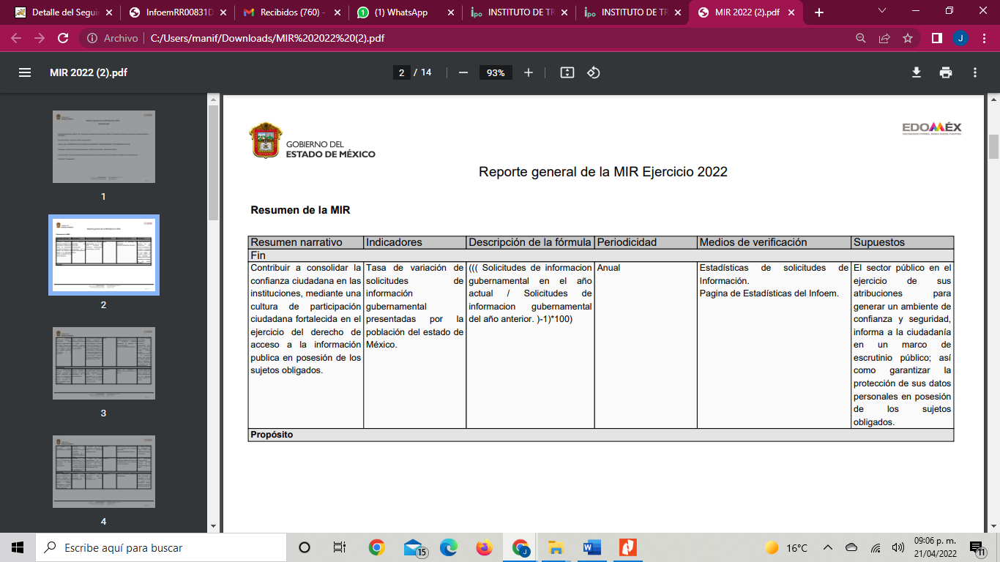 Detalle del Segui
InfoemRR00831D
Recibidos (760) -
(1) WhatsApp
ipo INSTITUTO DE TR
ipo INSTITUTO DE TR
MIR 2022 (2).pdf
Archivo C:/Users/manif/Downloads/MIR%202022%20(2).pdf
J
MIR 2022 (2).pdf
2 / 14
93%
1
2
3
4
GOBIERNO DEL
ESTADO DE MÉXICO
EDOMÉX
DECISIONES FIRMES, RESULTADOS FUERTES.
Reporte general de la MIR Ejercicio 2022
Resumen de la MIR
Resumen narrativo Indicadores Descripción de la fórmula Periodicidad Medios de verificación Supuestos
Fin
Contribuir a consolidar la
confianza ciudadana en las
instituciones, mediante una
cultura de participación
ciudadana fortalecida en el
ejercicio del derecho de
acceso a la información
publica en posesión de los
sujetos obligados.
Tasa de variación de
solicitudes de
información
gubernamental
presentadas por la
población del estado de
México.
((( Solicitudes de informacion
gubernamental en el año
actual / Solicitudes de
informacion gubernamental
del año anterior. )-1)*100)
Anual
Estadísticas de solicitudes de
Información.
Pagina de Estadísticas del Infoem.
El sector público en el
ejercicio de sus
atribuciones para
generar un ambiente de
confianza y seguridad,
informa a la ciudadanía
en un marco de
escrutinio público; así
como garantizar la
protección de sus datos
personales en posesión
de los sujetos
obligados.
Propósito
Escribe aquí para buscar
15
J
W
16°C
09:06 p. m.
21/04/2022
11